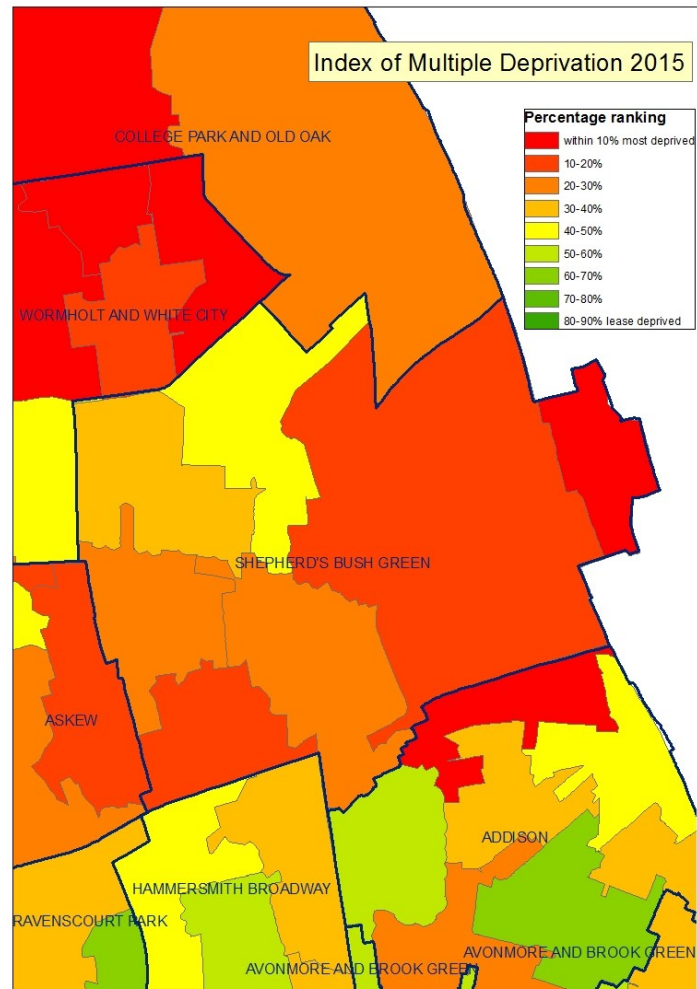 Index of Multiple Deprivation 2015
Percentage ranking
within 10% most deprived
10-20%
20-30%
30-40%
40-50%
50-60%
60-70%
70-80%
80-90% lease deprived
COLLEGE PARK AND OLD OAK
WORMHOLT AND WHITE CITY
SHEPHERD'S BUSH GREEN
ASKEW
ADDISON
HAMMERSMITH BROADWAY
RAVENSCOURT PARK
AVONMORE AND BROOK GREEN
AVONMORE AND BROOK GREEN